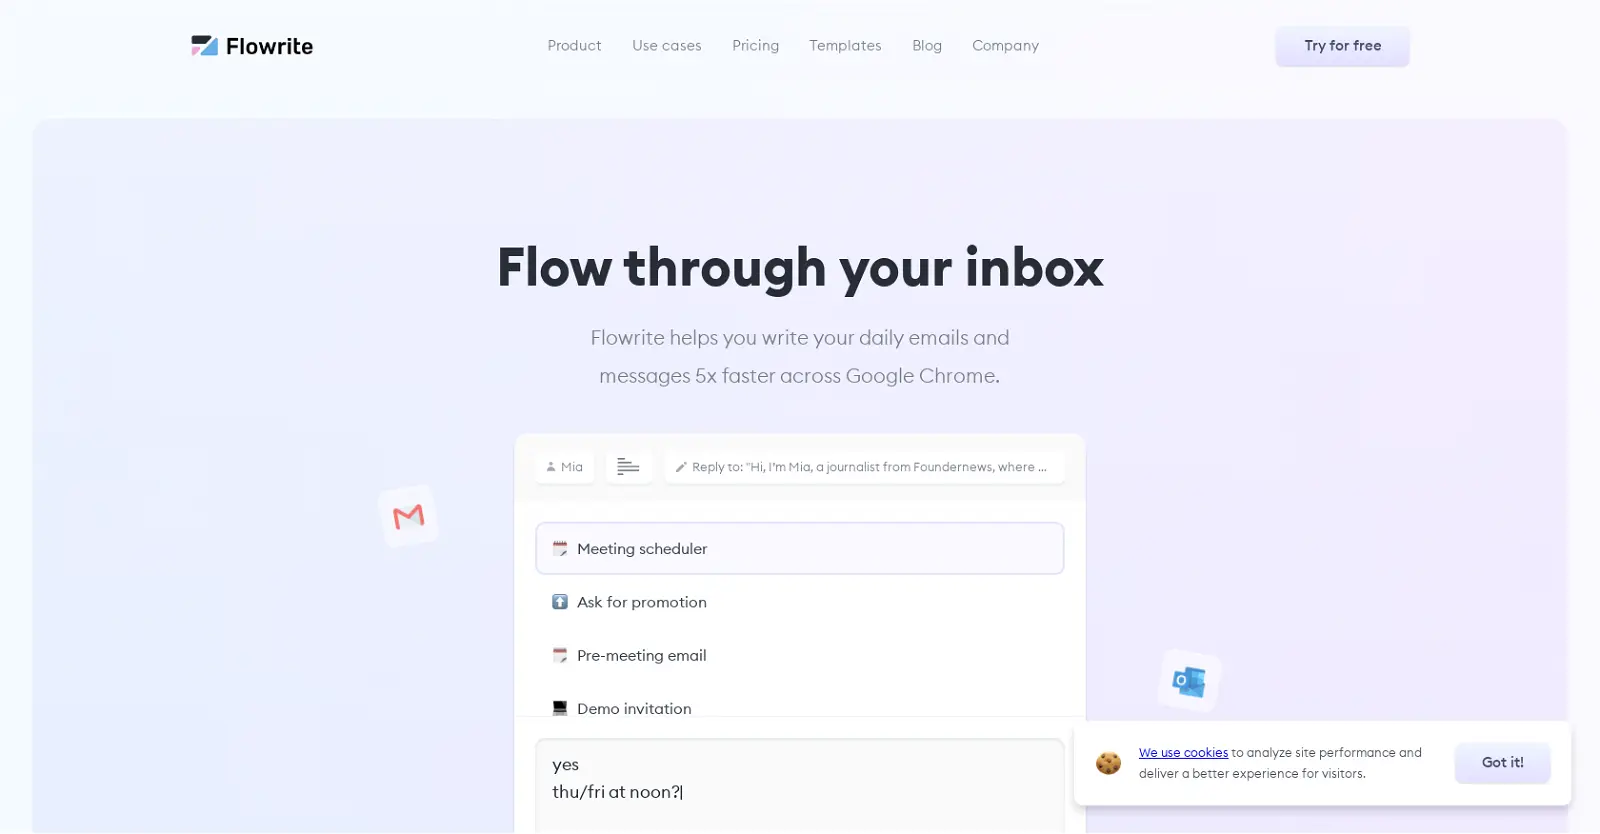 Flowrite
Product Use cases Pricing Templates Blog Company
Try for free
Flow through your inbox
Flowrite helps you write your daily emails and
messages 5x faster across Google Chrome.
Mia
Reply to: "Hi, I'm Mia, a journalist from Foundernews, where ...
Meeting scheduler
Ask for promotion
Pre-meeting email
Demo invitation
yes
thu/fri at noon?
We use cookies to analyze site performance and
deliver a better experience for visitors.
Got it!